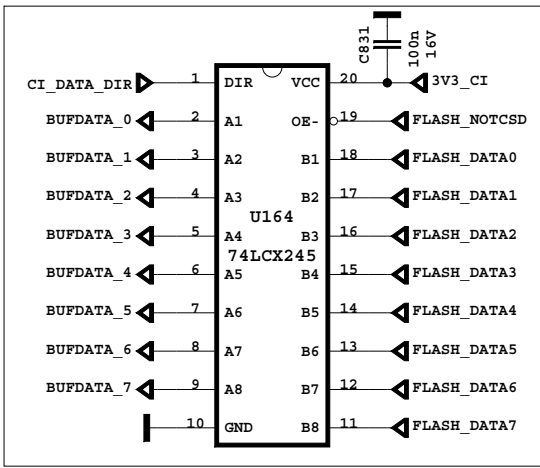 C831
100n
16V
CI_DATA_DIR 1 DIR VCC 20 3V3_CI
BUFDATA_0 2 A1 OE- 19 FLASH_NOTCSD
BUFDATA_1 3 A2 B1 18 FLASH_DATA0
BUFDATA_2 4 A3 B2 17 FLASH_DATA1
U164
BUFDATA_3 5 A4 B3 16 FLASH_DATA2
74LCX245
BUFDATA_4 6 A5 B4 15 FLASH_DATA3
BUFDATA_5 7 A6 B5 14 FLASH_DATA4
BUFDATA_6 8 A7 B6 13 FLASH_DATA5
BUFDATA_7 9 A8 B7 12 FLASH_DATA6
10 GND B8 11 FLASH_DATA7